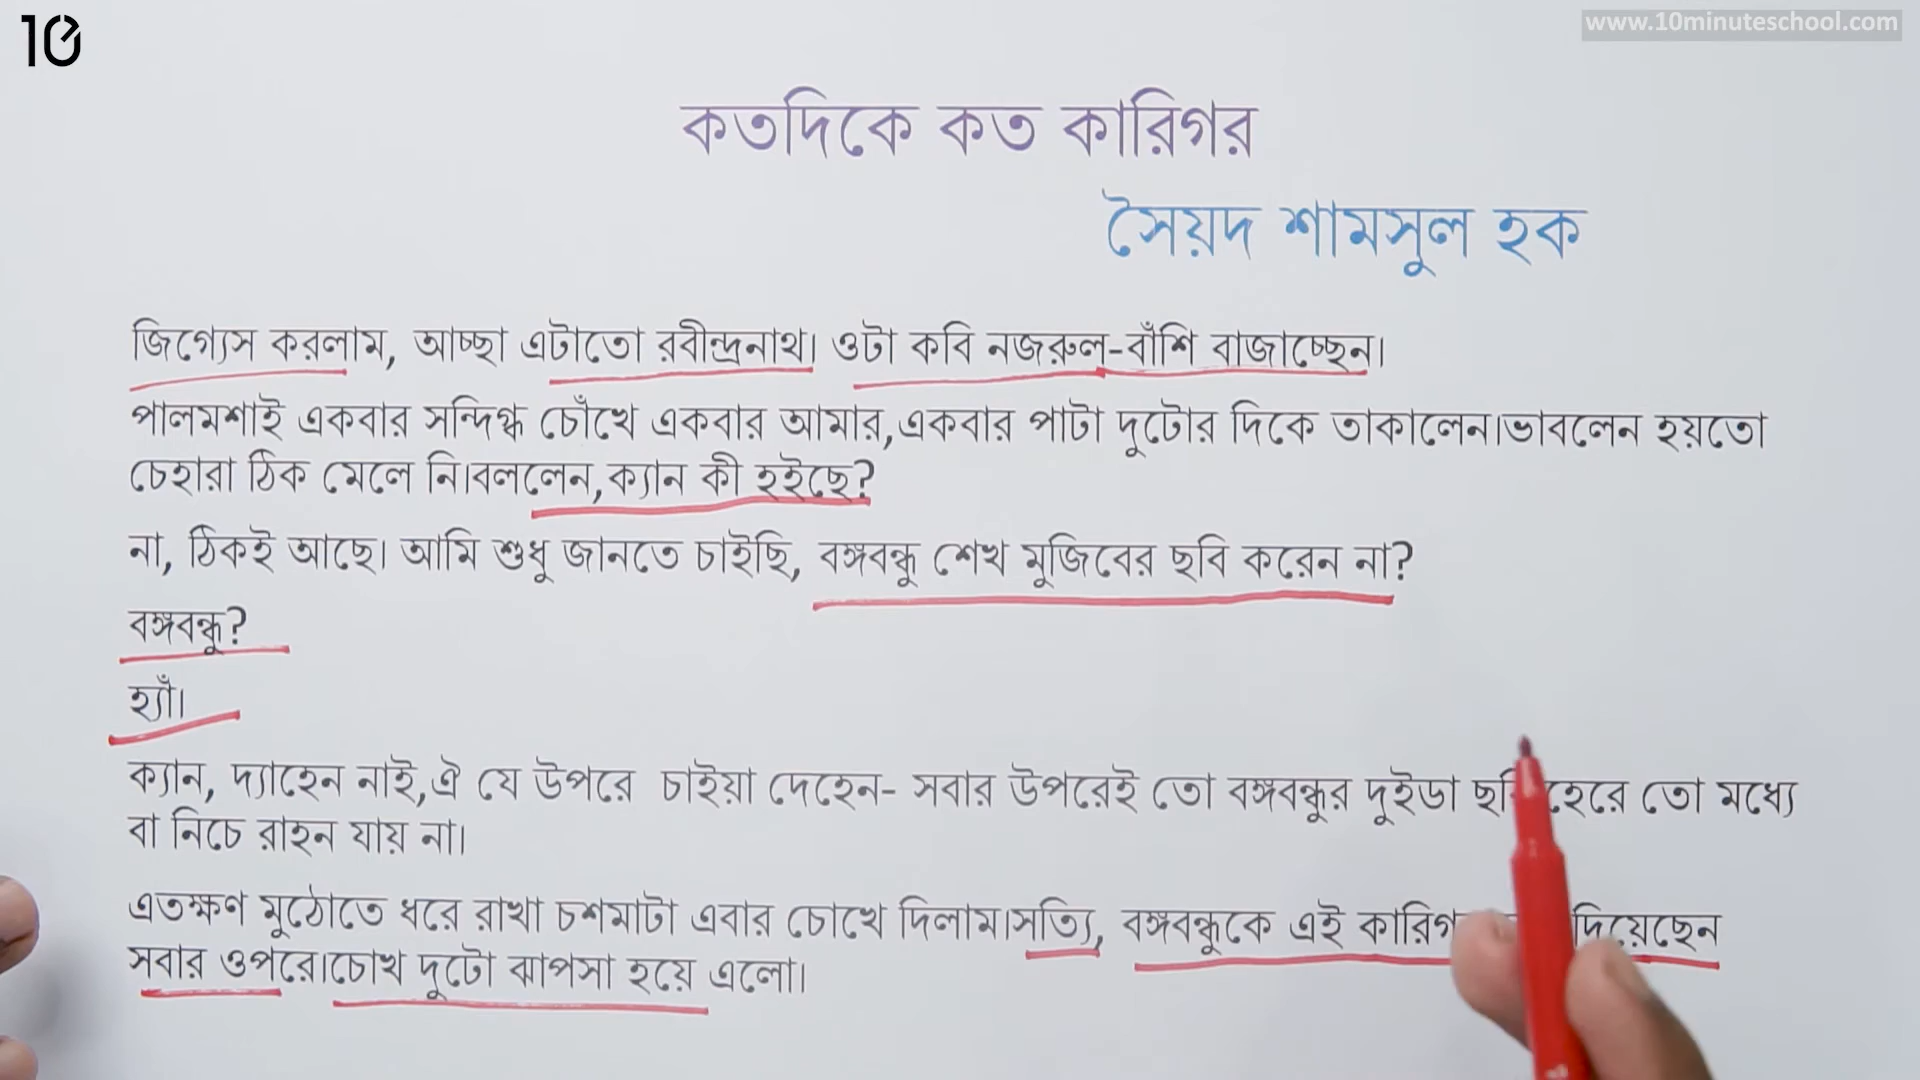 10
www.10minuteschool.com
কতদিকে কত কারিগর
সৈয়দ শামসুল হক
জিগ্যেস করলাম, আচ্ছা এটাতো রবীন্দ্রনাথ। ওটা কবি নজরুল-বাঁশি বাজাচ্ছেন।
পালমশাই একবার সন্দিগ্ধ চোঁখে একবার আমার,একবার পাটা দুটোর দিকে তাকালেন।ভাবলেন হয়তো
চেহারা ঠিক মেলে নি।বললেন,ক্যান কী হইছে?
না, ঠিকই আছে। আমি শুধু জানতে চাইছি, বঙ্গবন্ধু শেখ মুজিবের ছবি করেন না?
বঙ্গবন্ধু?
হ্যাঁ।
ক্যান, দ্যাহেন নাই,ঐ যে উপরে চাইয়া দেহেন- সবার উপরেই তো বঙ্গবন্ধুর দুইডা তো মধ্যে
বা নিচে রাহন যায় না।
এতক্ষণ মুঠোতে ধরে রাখা চশমাটা এবার চোখে দিলাম।সত্যি, বঙ্গবন্ধুকে এই দিয়েছেন
সবার ওপরে।চোখ দুটো ঝাপসা হয়ে এলো।